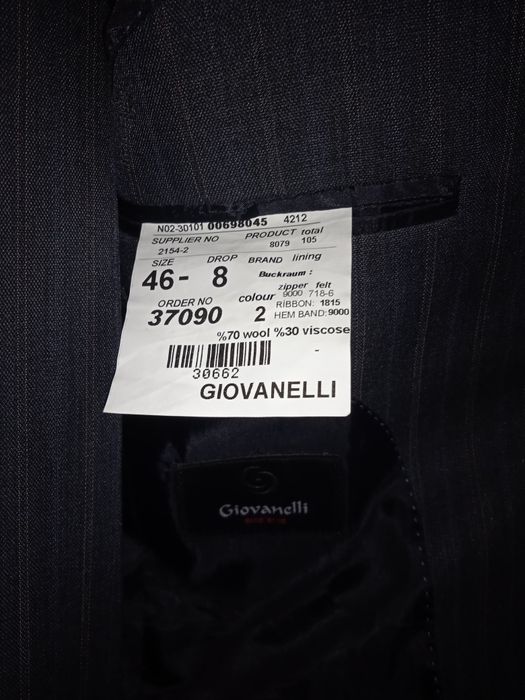 N02-30101 00698045 4212
SUPPLIER NO PRODUCT total
2154-2 8079 105
SIZE DROP BRAND lining
46- 8 Buckraum :
zipper felt
ORDER NO colour 9000 718-6
37090 2 RIBBON: 1815
HEM BAND:9000
%70 wool %30 viscose
-
30662
GIOVANELLI
Giovanelli